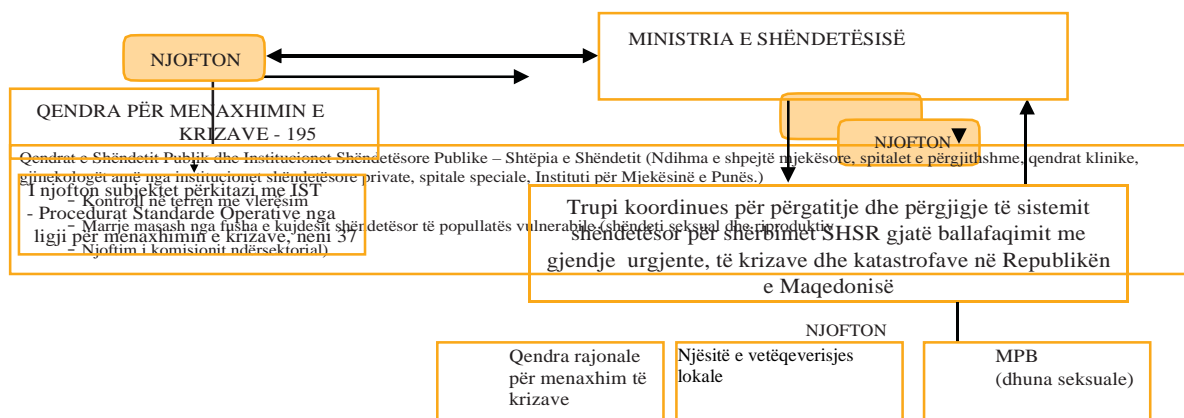 NJOFTON
MINISTRIA E SHËNDETËSISË
QENDRA PËR MENAXHIMIN E
KRIZAVE - 195
NJOFTON
Qendrat e Shëndetit Publik dhe Institucionet Shëndetësore Publike – Shtëpia e Shëndetit (Ndihma e shpejtë mjekësore, spitalet e përgjithshme, qendrat klinike,
gjinekologët amë nga institucionet shëndetësore private, spitale speciale, Instituti për Mjekësinë e Punës.)
- Kontroll në terren me vlerësim
- Marrje masash nga fusha e kujdesit shëndetësor të popullatës vulnerabile (shëndeti seksual dhe riproduktiv
- Njoftim i komisionit ndërsektorial)
I njofton subjektet përkitazi me IST
- Procedurat Standarde Operative nga
ligji për menaxhimin e krizave, neni 37
Trupi koordinues për përgatitje dhe përgjigje të sistemit
shëndetësor për shërbimet SHSR gjatë ballafaqimit me
gjendje urgjente, të krizave dhe katastrofave në Republikën
e Maqedonisë
NJOFTON
Qendra rajonale
për menaxhim të
krizave
Njësitë e vetëqeverisjes
lokale
MPB
(dhuna seksuale)